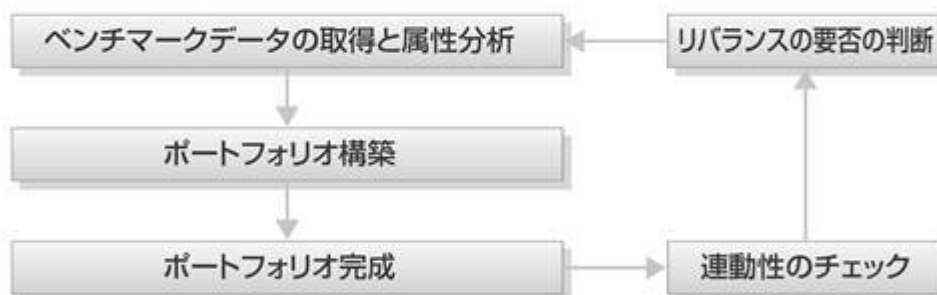 ベンチマークデータの取得と属性分析
リバランスの要否の判断
ポートフォリオ構築
ポートフォリオ完成
連動性のチェック